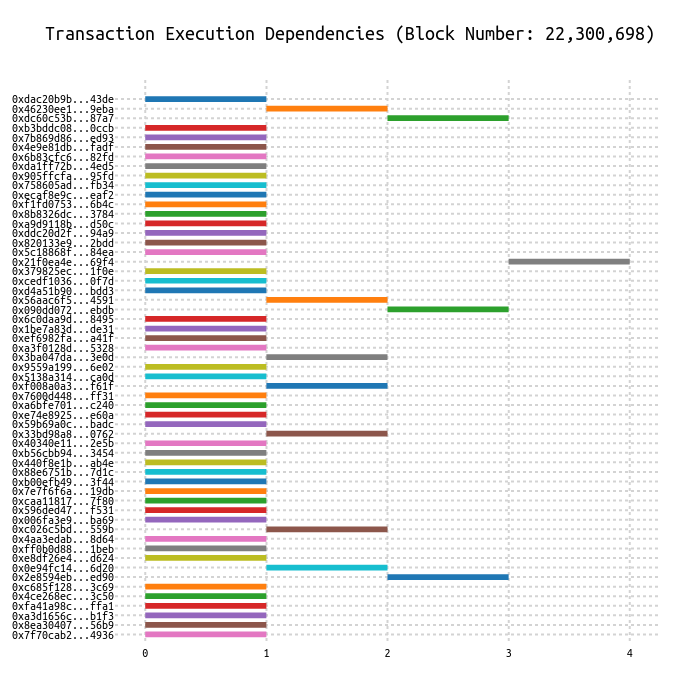 Transaction Execution Dependencies (Block Number: 22,300,698)
0xdac20b9b...43de
0x46230ee1...9eba
0xdc60c53b...87a7
0xb3bddc08...0ccb
0x7b869d86...ed93
0x4e9e81db...fadf
0x6b83cfc6...82fd
0xda1ff72b...4ed5
0x905ffcfa...95fd
0x758605ad...fb34
0xecaf8e9c...eaf2
0xf1fd0753...6b4c
0x8b8326dc...3784
0xa9d9118b...d50c
0xddc20d2f...94a9
0x820133e9...2bdd
0x5c18868f...84ea
0x21f0ea4e...69f4
0x379825ec...1f0e
0xcedf1036...0f7d
0xd4a51b90...bdd3
0x56aac6f5...4591
0x090dd072...ebdb
0x6c0daa9d...8495
0x1be7a83d...de31
0xef6982fa...a41f
0xa3f0128d...5328
0x3ba047da...3e0d
0x9559a199...6e02
0x5138a314...ca0d
0xf008a0a3...f61f
0x7600d448...ff31
0xa6bfe701...c240
0xe74e8925...e60a
0x59b69a0c...badc
0x33bd98a8...0762
0x40340e11...2e5b
0xb56cbb94...3454
0x440f8e1b...ab4e
0x88e6751b...7d1c
0xb00efb49...3f44
0x7e7f6f6a...19db
0xcaa11817...7f80
0x596ded47...f531
0x006fa3e9...ba69
0xc026c5bd...559b
0x4aa3edab...8d64
0xff0b0d88...1beb
0xe8df26e4...d624
0x0e94fc14...6d20
0x2e8594eb...ed90
0xc685f128...3c69
0x4ce268ec...3c50
0xfa41a98c...ffa1
0xa3d1656c...b1f3
0x8ea30407...56b9
0x7f70cab2...4936
0 1 2 3 4